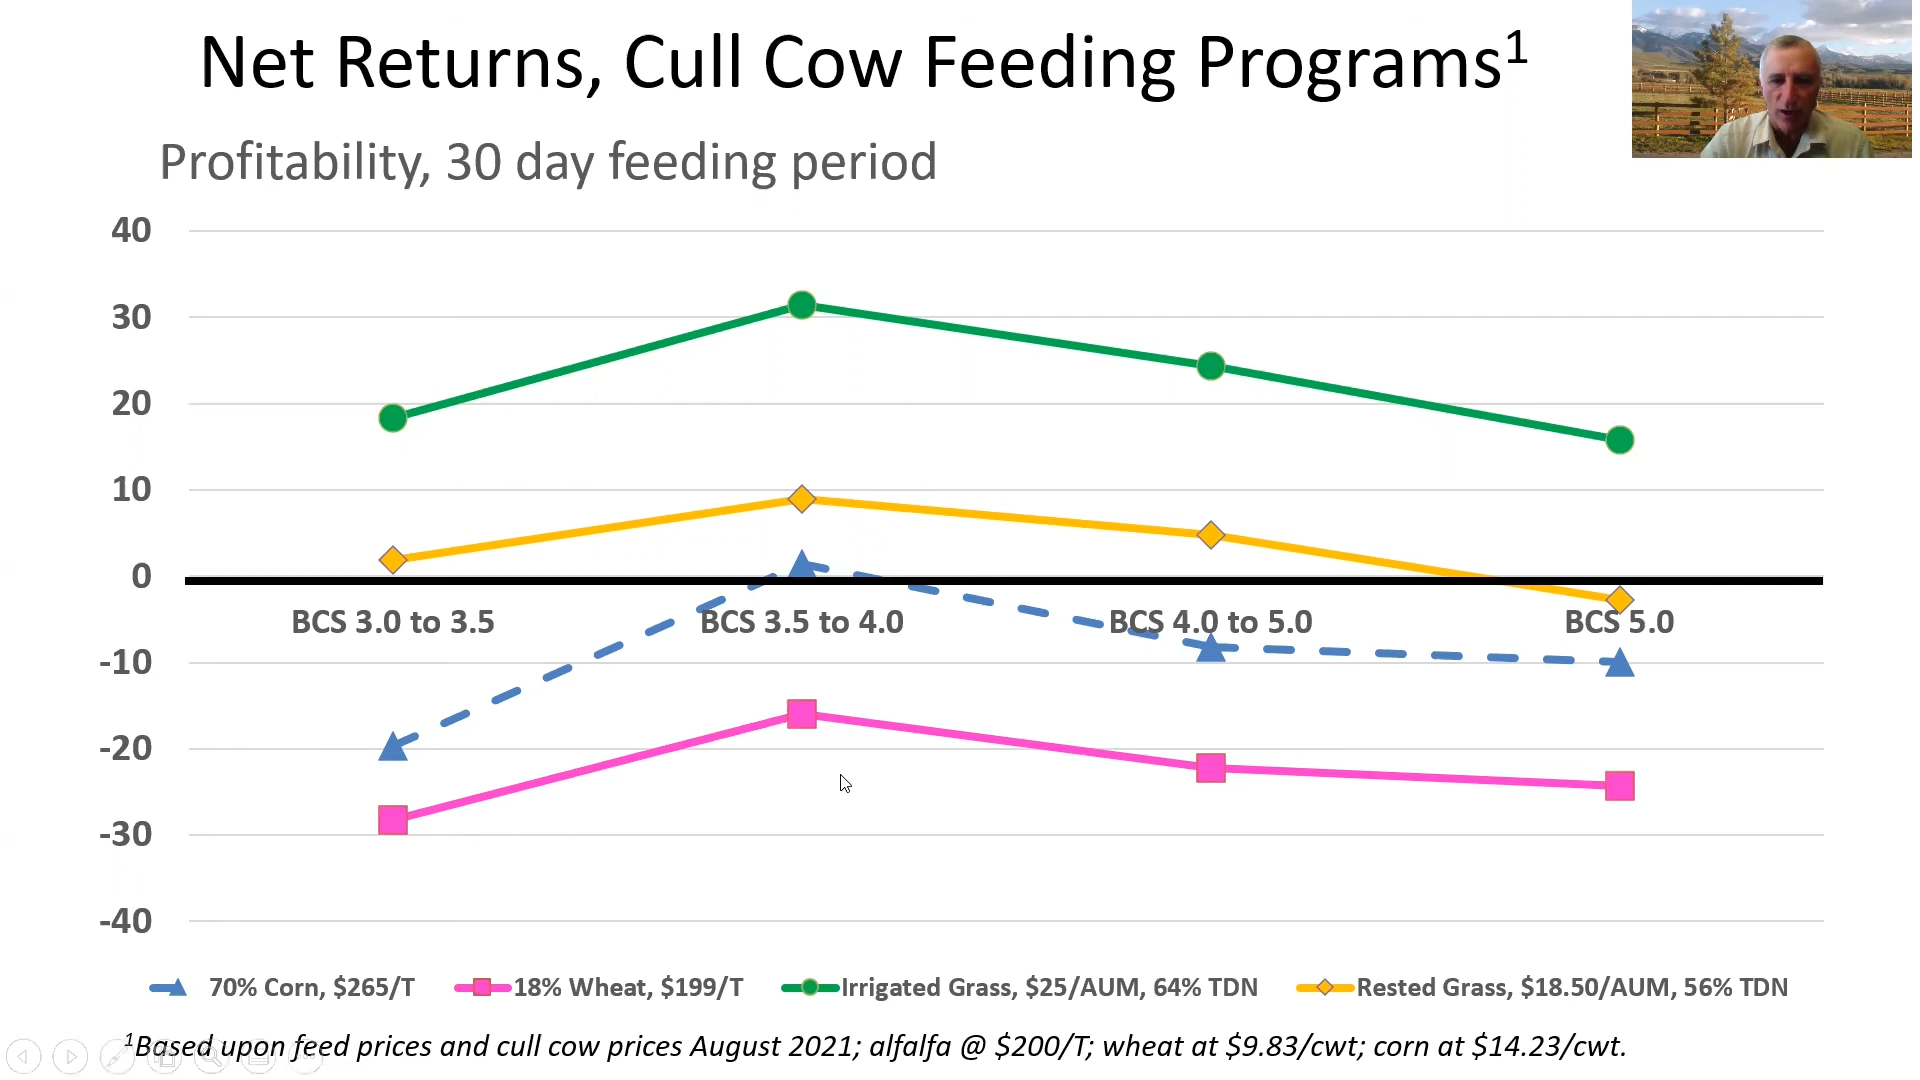 Net Returns, Cull Cow Feeding Programs¹
Profitability, 30 day feeding period
40
30
20
10
0
BCS 3.0 to 3.5 BCS 3.5 to 4.0 BCS 4.0 to 5.0 BCS 5.0
-10
-20
-30
-40
70% Corn, $265/T 18% Wheat, $199/T Irrigated Grass, $25/AUM, 64% TDN Rested Grass, $18.50/AUM, 56% TDN
¹Based upon feed prices and cull cow prices August 2021; alfalfa @ $200/T; wheat at $9.83/cwt; corn at $14.23/cwt.